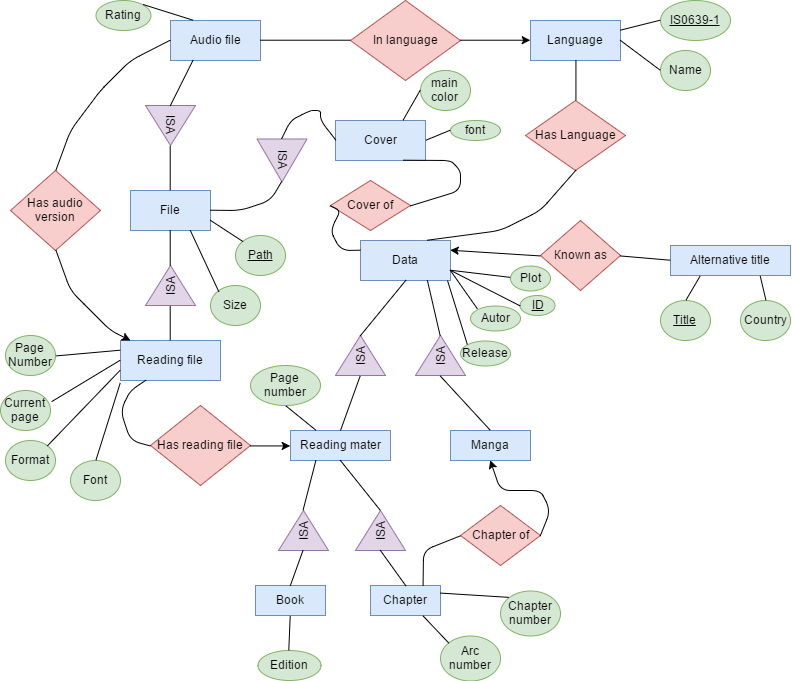 Rating
Audio file
In language
Language
IS0639-1
Name
main
color
font
Cover
ISA
ISA
Has Language
Has audio
version
File
Cover of
Path
Data
Known as
Alternative title
Plot
ISA
Size
ID
Autor
Title
Country
Page
Number
Reading file
ISA
ISA
Release
Page
number
Current
page
Format
Font
Has reading file
Reading mater
Manga
ISA
ISA
Chapter of
Book
Chapter
Chapter
number
Edition
Arc
number